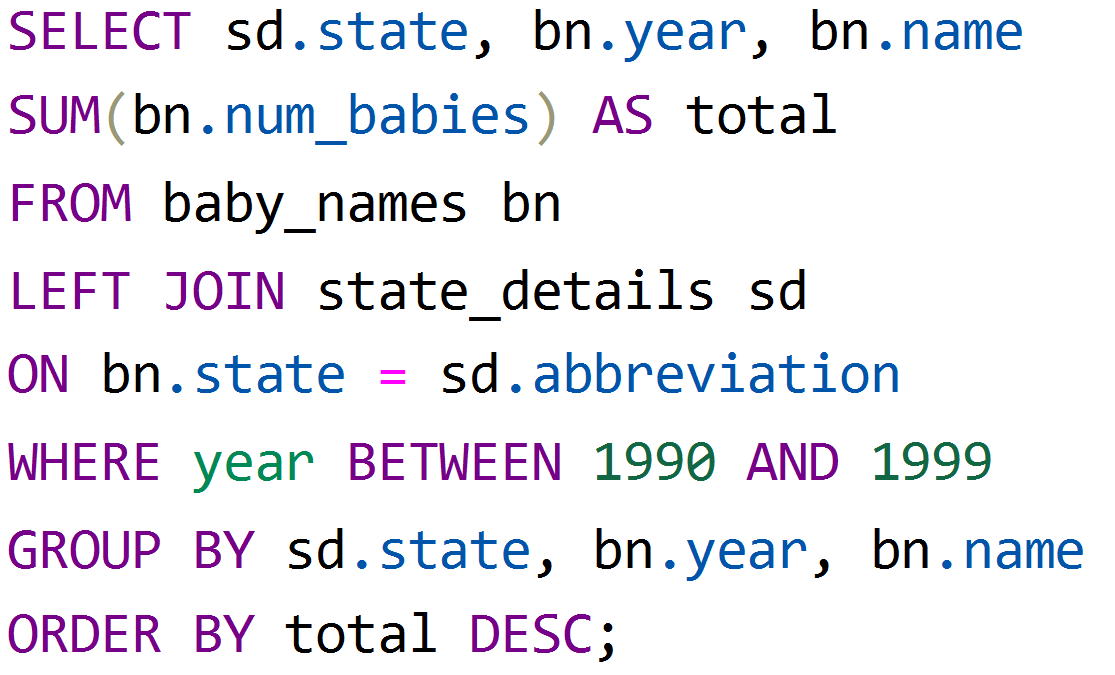 SELECT sd.state, bn.year, bn.name
SUM(bn.num_babies) AS total
FROM baby_names bn
LEFT JOIN state_details sd
ON bn.state = sd.abbreviation
WHERE year BETWEEN 1990 AND 1999
GROUP BY sd.state, bn.year, bn.name
ORDER BY total DESC;